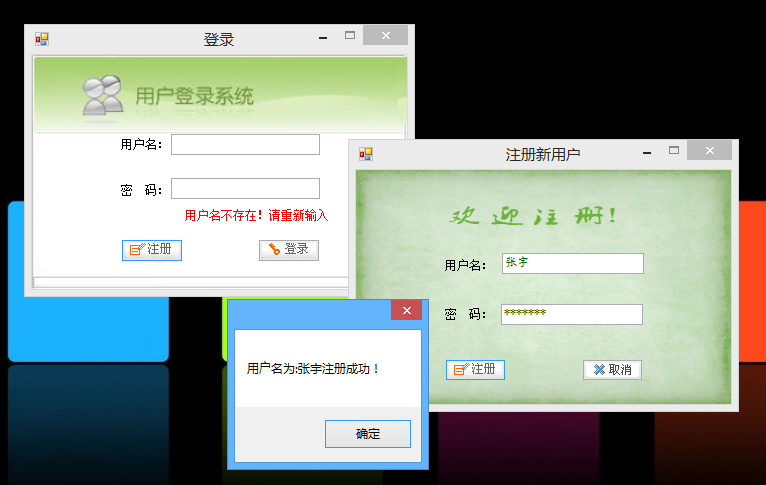 登录
用户登录系统
用户名：
密 码：
用户名不存在！请重新输入
注册
登录
注册新用户
欢迎注册!
用户名： 张宇
密 码： *******
注册
取消
用户名为:张宇注册成功！
确定